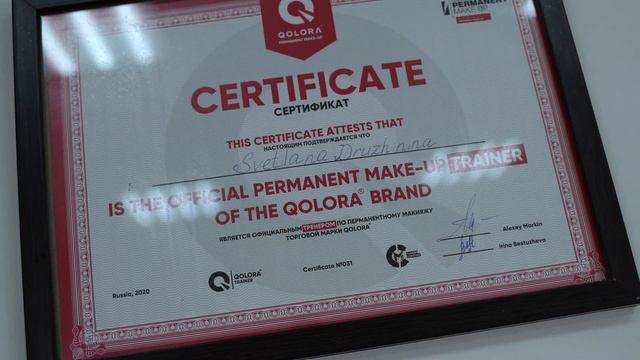 QOLORA®
PERMANENT MAKE-UP
PERMANENT
MAKE UP
CERTIFICATE
СЕРТИФИКАТ
THIS CERTIFICATE ATTESTS THAT
НАСТОЯЩИМ ПОДТВЕРЖДАЕТСЯ ЧТО
Svetlana Druzhinina
IS THE OFFICIAL PERMANENT MAKE-UP TRAINER
OF THE QOLORA® BRAND
ЯВЛЯЕТСЯ ОФИЦИАЛЬНЫМ ТРЕНЕРОМ ПО ПЕРМАНЕНТНОМУ МАКИЯЖУ
ТОРГОВОЙ МАРКИ QOLORA®
Alexey Markin
Irina Bestuzheva
QOLORA®
TRAINER
Certificate №031
Russia, 2020